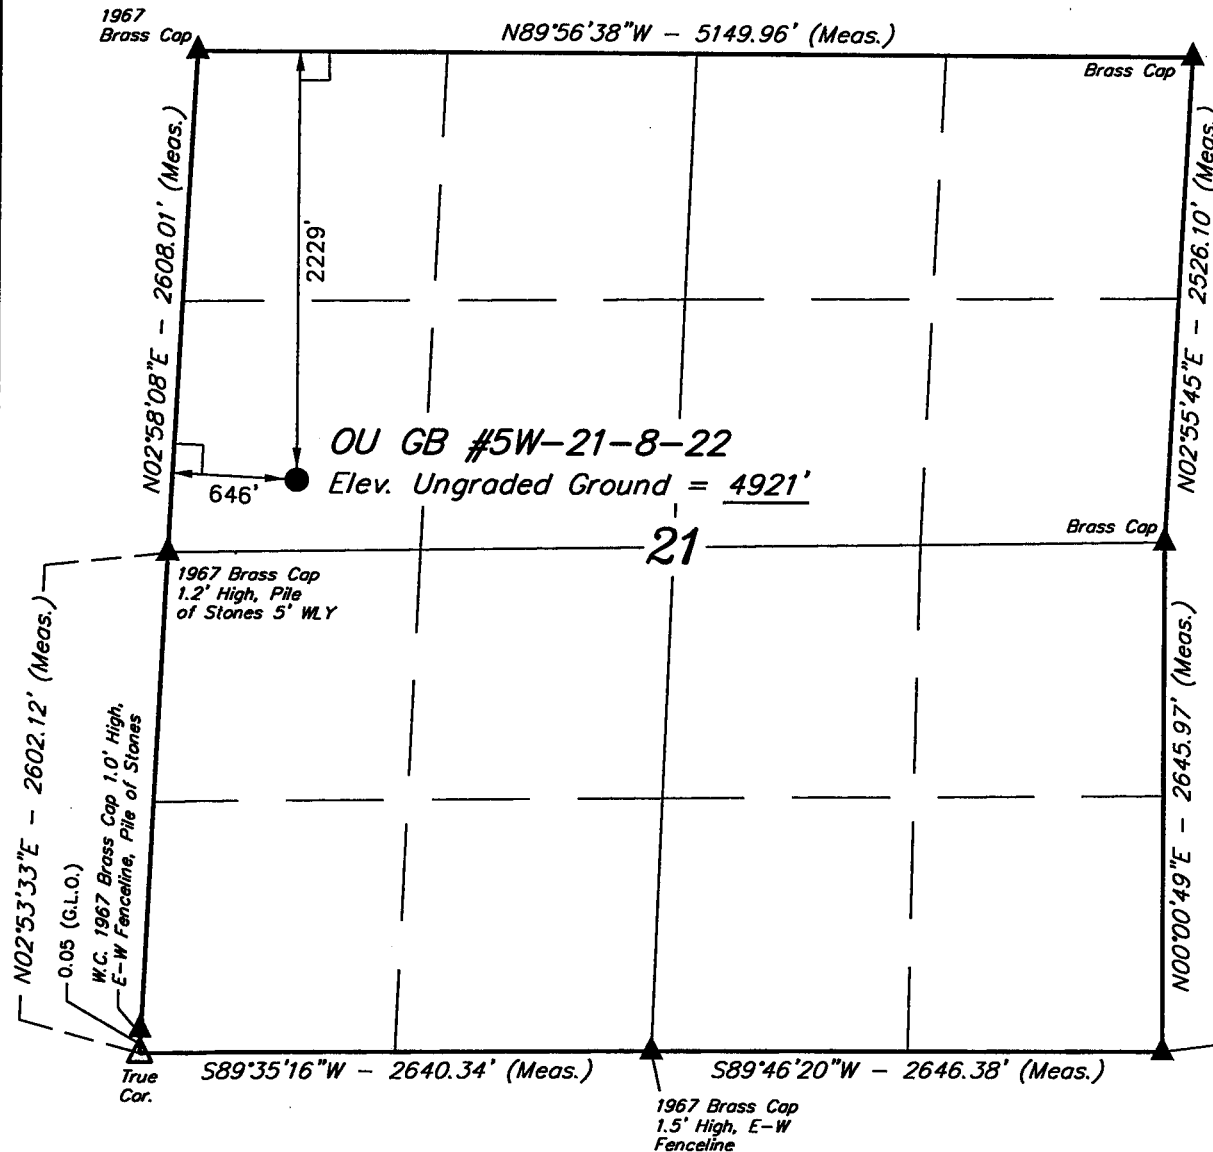 1967
Brass Cap
N89°56'38"W - 5149.96' (Meas.)
Brass Cap
N02°58'08"E - 2608.01' (Meas.)
2229'
N02°55'45"E - 2526.10' (Meas.)
OU GB #5W-21-8-22
Elev. Ungraded Ground = 4921'
646'
21
Brass Cap
1967 Brass Cap
1.2' High, Pile
of Stones 5' WLY
N02°53'33"E - 2602.12' (Meas.)
0.05 (G.L.O.)
W.C. 1967 Brass Cap 1.0' High,
E-W Fenceline, Pile of Stones
N00°00'49"E - 2645.97' (Meas.)
True
Cor.
S89°35'16"W - 2640.34' (Meas.)
S89°46'20"W - 2646.38' (Meas.)
1967 Brass Cap
1.5' High, E-W
Fenceline